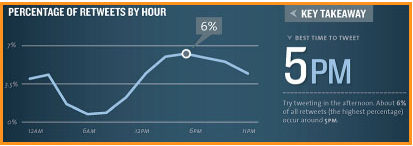 PERCENTAGE OF RETWEETS BY HOUR
6%
7%
3.5%
0%
12AM
6AM
12PM
6PM
11PM
KEY TAKEAWAY
BEST TIME TO TWEET
5PM
Try tweeting in the afternoon. About 6%
of all retweets (the highest percentage)
occur around 5PM.